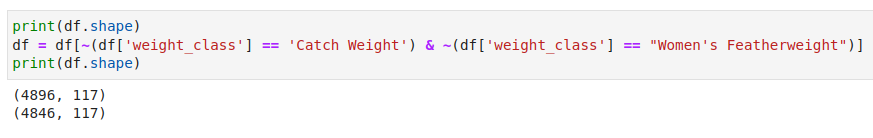 print(df.shape)
df = df[~(df['weight_class'] == 'Catch Weight') & ~(df['weight_class'] == "Women's Featherweight")]
print(df.shape)
(4896, 117)
(4846, 117)